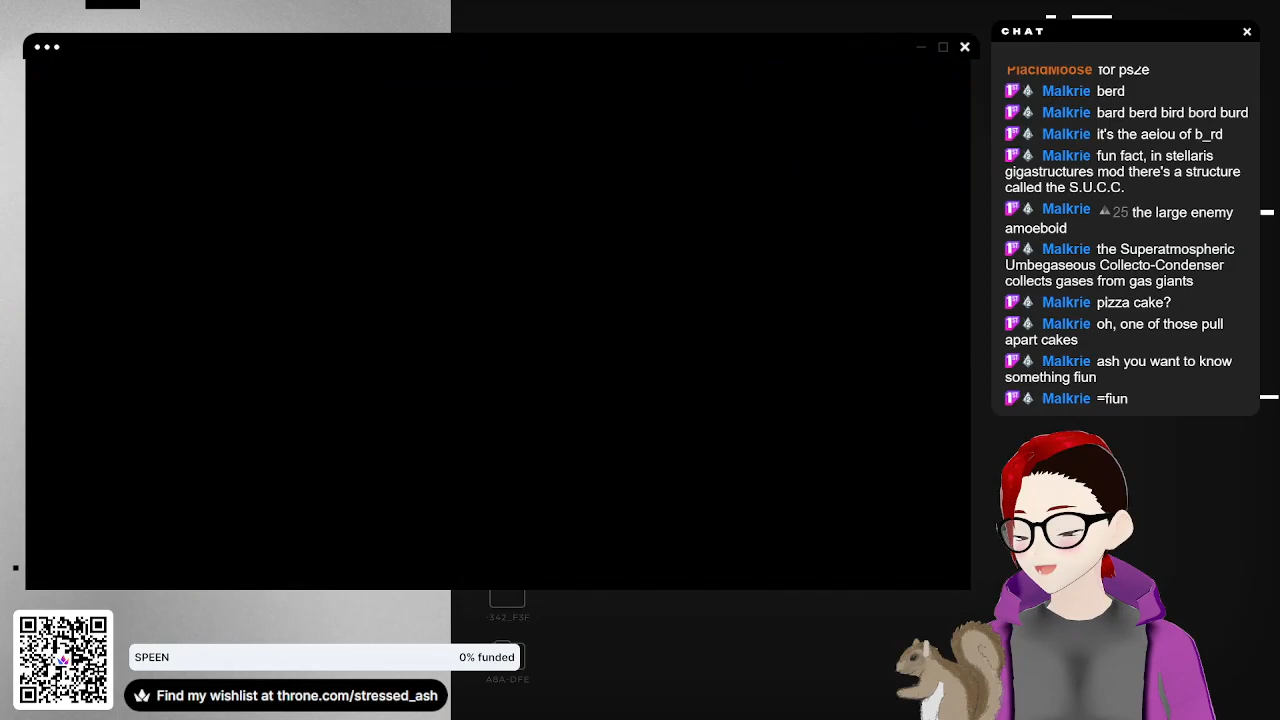 CHAT
PlacidMoose for ps2e
Malkrie berd
Malkrie bard berd bird bord burd
Malkrie it's the aeiou of b_rd
Malkrie fun fact, in stellaris
gigastructures mod there's a structure
called the S.U.C.C.
Malkrie 25 the large enemy
amoeboid
Malkrie the Superatmospheric
Umbegaseous Collecto-Condenser
collects gases from gas giants
Malkrie pizza cake?
Malkrie oh, one of those pull
apart cakes
Malkrie ash you want to know
something fiun
Malkrie =fiun
-342_F3F
A8A-DFE
SPEEN 0% funded
Find my wishlist at throne.com/stressed_ash